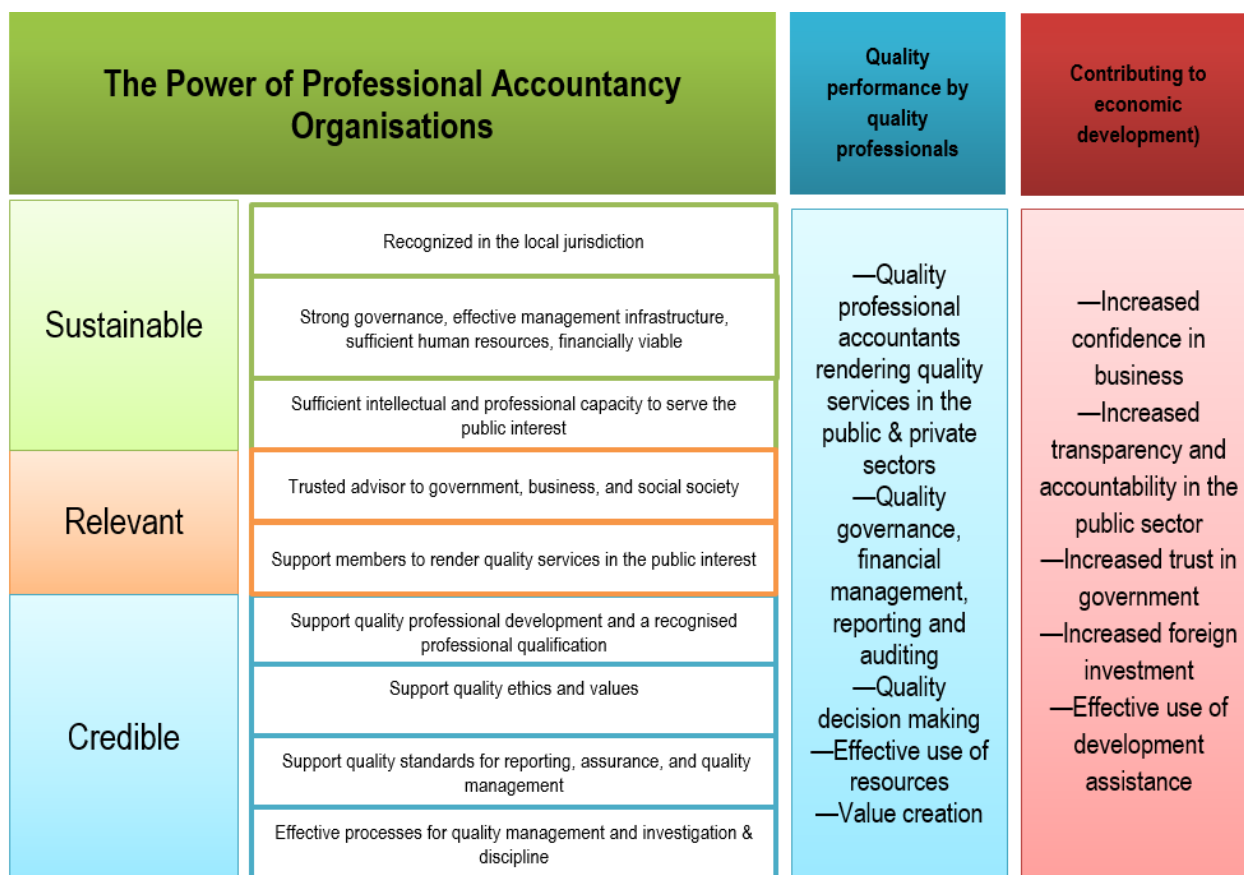 The Power of Professional Accountancy
Organisations
Quality
performance by
quality
professionals
Contributing to
economic
development)
Sustainable
Recognized in the local jurisdiction
Strong governance, effective management infrastructure,
sufficient human resources, financially viable
Sufficient intellectual and professional capacity to serve the
public interest
Relevant
Trusted advisor to government, business, and social society
Support members to render quality services in the public interest
Credible
Support quality professional development and a recognised
professional qualification
Support quality ethics and values
Support quality standards for reporting, assurance, and quality
management
Effective processes for quality management and investigation &
discipline
—Quality
professional
accountants
rendering quality
services in the
public & private
sectors
—Quality
governance,
financial
management,
reporting and
auditing
—Quality
decision making
—Effective use of
resources
—Value creation
—Increased
confidence in
business
—Increased
transparency and
accountability in the
public sector
—Increased trust in
government
—Increased foreign
investment
—Effective use of
development
assistance